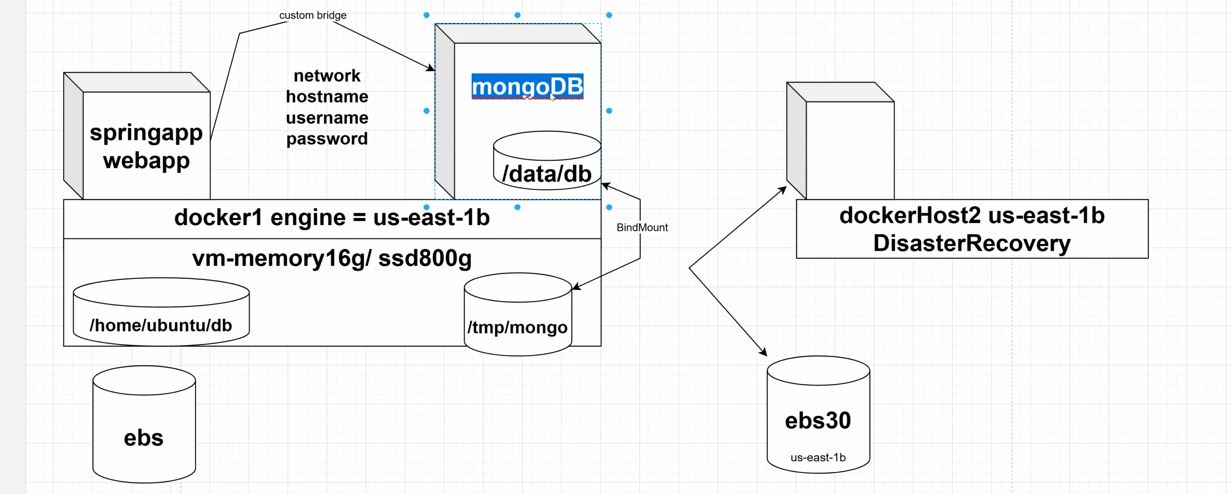 custom bridge
network
hostname
username
password
mongoDB
springapp
webapp
/data/db
docker1 engine = us-east-1b
BindMount
vm-memory16g/ ssd800g
/home/ubuntu/db
/tmp/mongo
ebs
dockerHost2 us-east-1b
DisasterRecovery
ebs30
us-east-1b